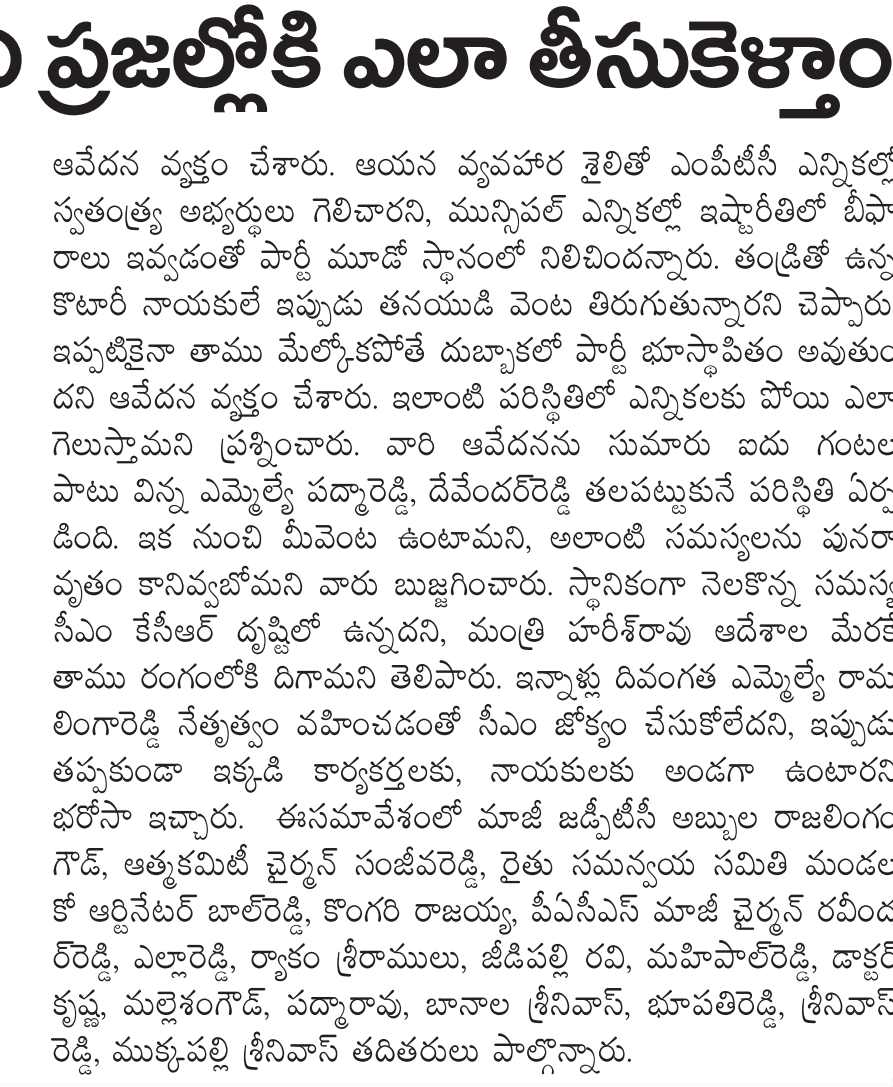 ప్రజల్లోకి ఎలా తీసుకెళ్తాం
ఆవేదన వ్యక్తం చేశారు. ఆయన వ్యవహార శైలితో ఎంపీటీసీ ఎన్నికల్లో
స్వతంత్ర్య అభ్యర్థులు గెలిచారని, మున్సిపల్ ఎన్నికల్లో ఇష్టారీతిలో బీఫా
రాలు ఇవ్వడంతో పార్టీ మూడో స్థానంలో నిలిచిందన్నారు. తండ్రితో ఉన్న
కొటారీ నాయకులే ఇప్పుడు తనయుడి వెంట తిరుగుతున్నారని చెప్పారు
ఇప్పటికైనా తాము మేల్కోకపోతే దుబ్బాకలో పార్టీ భూస్థాపితం అవుతుం
దని ఆవేదన వ్యక్తం చేశారు. ఇలాంటి పరిస్థితిలో ఎన్నికలకు పోయి ఎలా
గెలుస్తామని ప్రశ్నించారు. వారి ఆవేదనను సుమారు ఐదు గంటల
పాటు విన్న ఎమ్మెల్యే పద్మారెడ్డి, దేవేందర్‌రెడ్డి తలపట్టుకునే పరిస్థితి ఏర్ప
డింది. ఇక నుంచి మీవెంట ఉంటామని, అలాంటి సమస్యలను పునరా
వృతం కానివ్వబోమని వారు బుజ్జగించారు. స్థానికంగా నెలకొన్న సమస్య
సీఎం కేసీఆర్ దృష్టిలో ఉన్నదని, మంత్రి హరీశ్‌రావు ఆదేశాల మేరకే
తాము రంగంలోకి దిగామని తెలిపారు. ఇన్నాళ్లు దివంగత ఎమ్మెల్యే రామ
లింగారెడ్డి నేతృత్వం వహించడంతో సీఎం జోక్యం చేసుకోలేదని, ఇప్పుడు
తప్పకుండా ఇక్కడి కార్యకర్తలకు, నాయకులకు అండగా ఉంటారని
భరోసా ఇచ్చారు. ఈసమావేశంలో మాజీ జడ్పీటీసీ అబ్బుల రాజలింగం
గౌడ్, ఆత్మకమిటీ చైర్మన్ సంజీవరెడ్డి, రైతు సమన్వయ సమితి మండల
కో ఆర్డినేటర్ బాల్‌రెడ్డి, కొంగరి రాజయ్య, పీఏసీఎస్ మాజీ చైర్మన్ రవీంద
ర్‌రెడ్డి, ఎల్లారెడ్డి, ర్యాకం శ్రీరాములు, జీడిపల్లి రవి, మహిపాల్‌రెడ్డి, డాక్టర్
కృష్ణ, మల్లెశంగౌడ్, పద్మారావు, బానాల శ్రీనివాస్, భూపతిరెడ్డి, శ్రీనివాస్
రెడ్డి, ముక్కపల్లి శ్రీనివాస్ తదితరులు పాల్గొన్నారు.